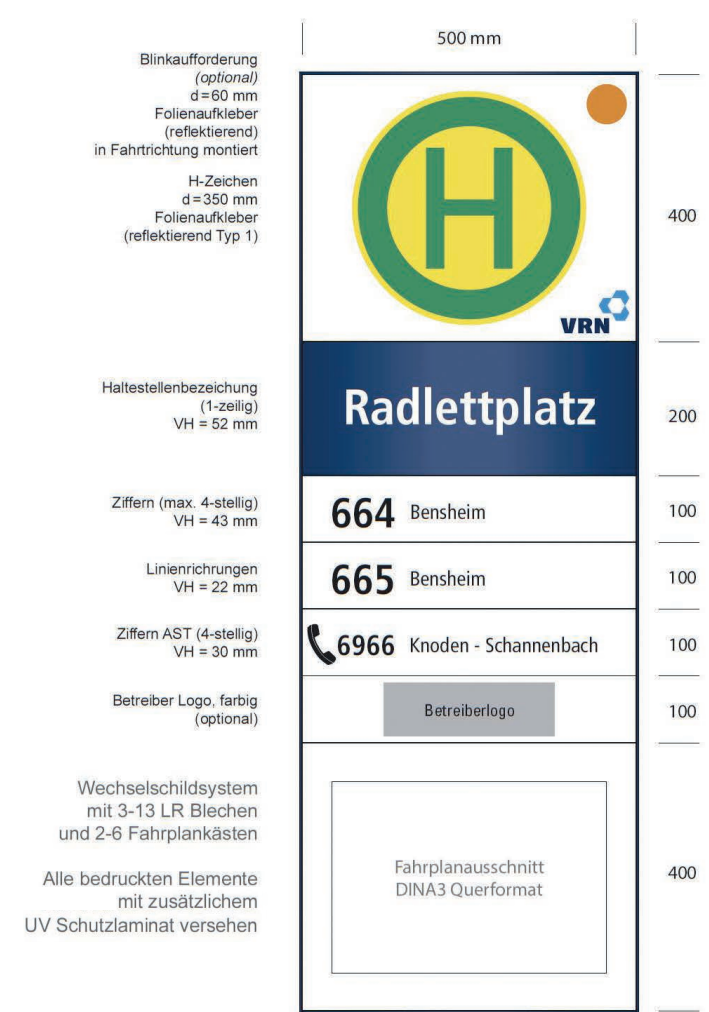 500 mm
Blinkaufforderung
(optional)
d=60 mm
Folienaufkleber
(reflektierend)
in Fahrtrichtung montiert
H-Zeichen
d=350 mm
Folienaufkleber
(reflektierend Typ 1)
H
VRN
400
Haltestellenbezeichung
(1-zeilig)
VH = 52 mm
Radlettplatz
200
Ziffern (max. 4-stellig)
VH = 43 mm
664 Bensheim
100
Linienrichrungen
VH = 22 mm
665 Bensheim
100
Ziffern AST (4-stellig)
VH = 30 mm
6966 Knoden - Schannenbach
100
Betreiber Logo, farbig
(optional)
Betreiberlogo
100
Wechselschildsystem
mit 3-13 LR Blechen
und 2-6 Fahrplankästen
Alle bedruckten Elemente
mit zusätzlichem
UV Schutzlaminat versehen
Fahrplanausschnitt
DINA3 Querformat
400